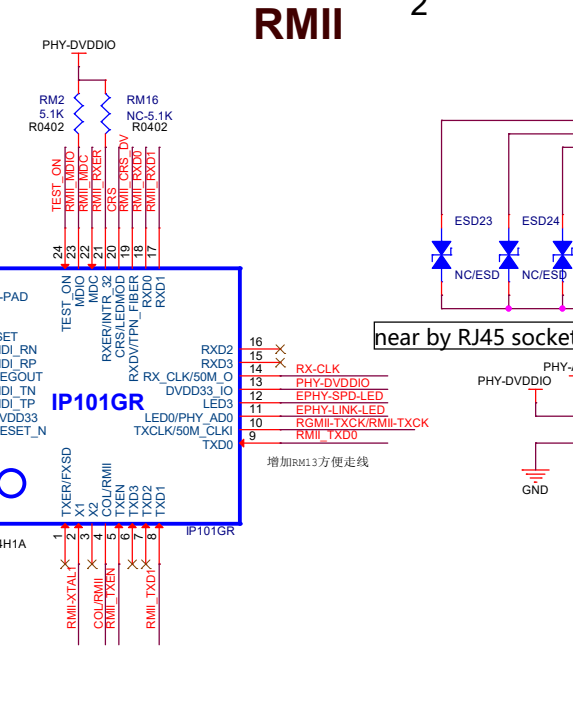 2
RMII
PHY-DVDDIO
RM2
5.1K
R0402
RM16
NC-5.1K
R0402
TEST_ON
RMII_MDIO
RMII_MDC
RMII_RXER
CRS
RMII_CRS_DV
RMII_RXD0
RMII_RXD1
24
23
22
21
20
19
18
17
TEST_ON
MDIO
MDC
RXER/INTR_32
CRS/LEDMOD
RXDV/TPN_FIBER
RXD0
RXD1
ESD23
ESD24
NC/ESD
NC/ESD
near by RJ45 socket
-PAD
SET
DI_RN
DI_RP
EGOUT
DI_TN
DI_TP
VDD33
ESET_N
IP101GR
RXD2
RXD3
RX_CLK/50M_O
DVDD33_IO
LED3
LED0/PHY_AD0
TXCLK/50M_CLKI
TXD0
16
15
14
13
12
11
10
9
RX-CLK
PHY-DVDDIO
EPHY-SPD-LED
EPHY-LINK-LED
RGMII-TXCK/RMII-TXCK
RMII_TXD0
增加RM13方便走线
PHY-
PHY-DVDDIO
GND
TXER/FXSD
X1
X2
COL/RMII
TXEN
TXD3
TXD2
TXD1
IP101GR
4H1A
1
2
3
4
5
6
7
8
RMII-XTAL1
COL/RMII
RMII_TXEN
RMII_TXD1